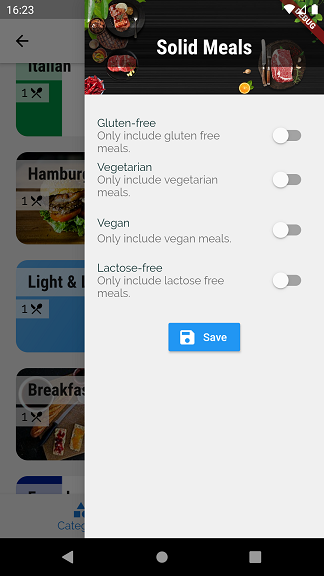 16:23
DEBUG
Solid Meals
Italian
1
Gluten-free
Only include gluten free
meals.
Hamburg
1
Vegetarian
Only include vegetarian
meals.
Vegan
Only include vegan meals.
Light & l
1
Lactose-free
Only include lactose free
meals.
Save
Breakfas
1
Categ